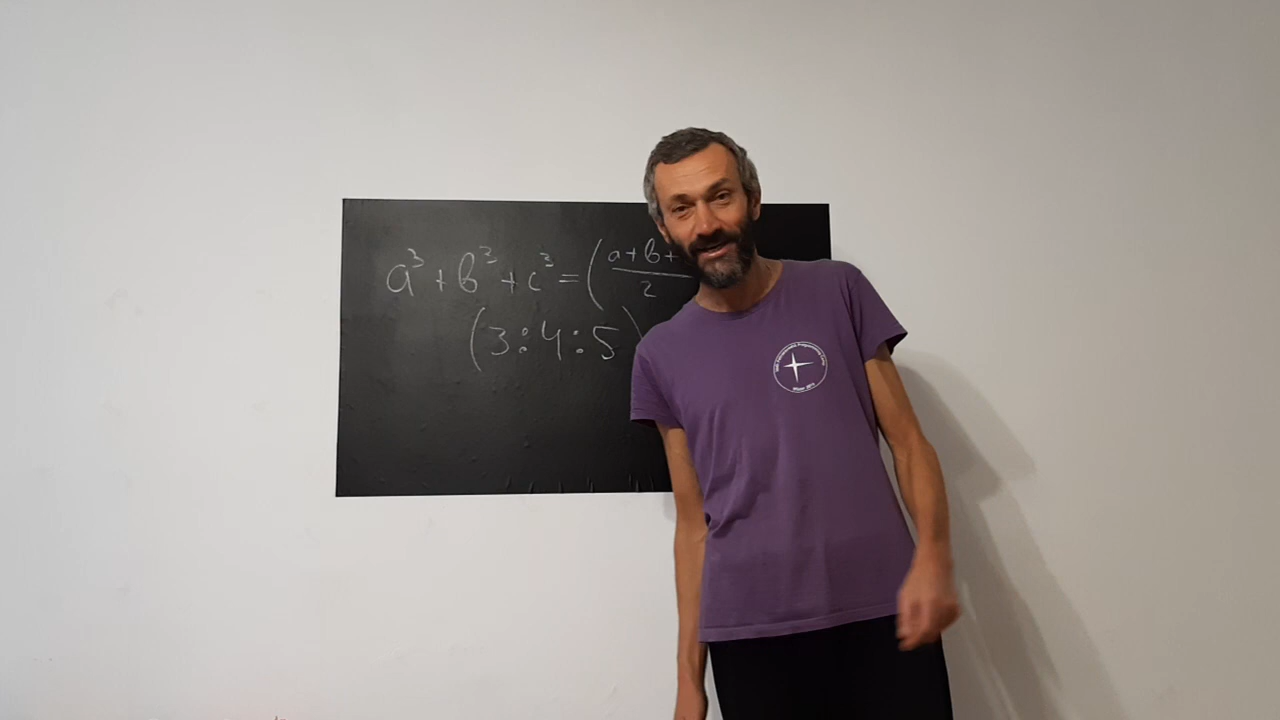 a³ + b³ + c³ = (a+b+ / 2
(3:4:5)